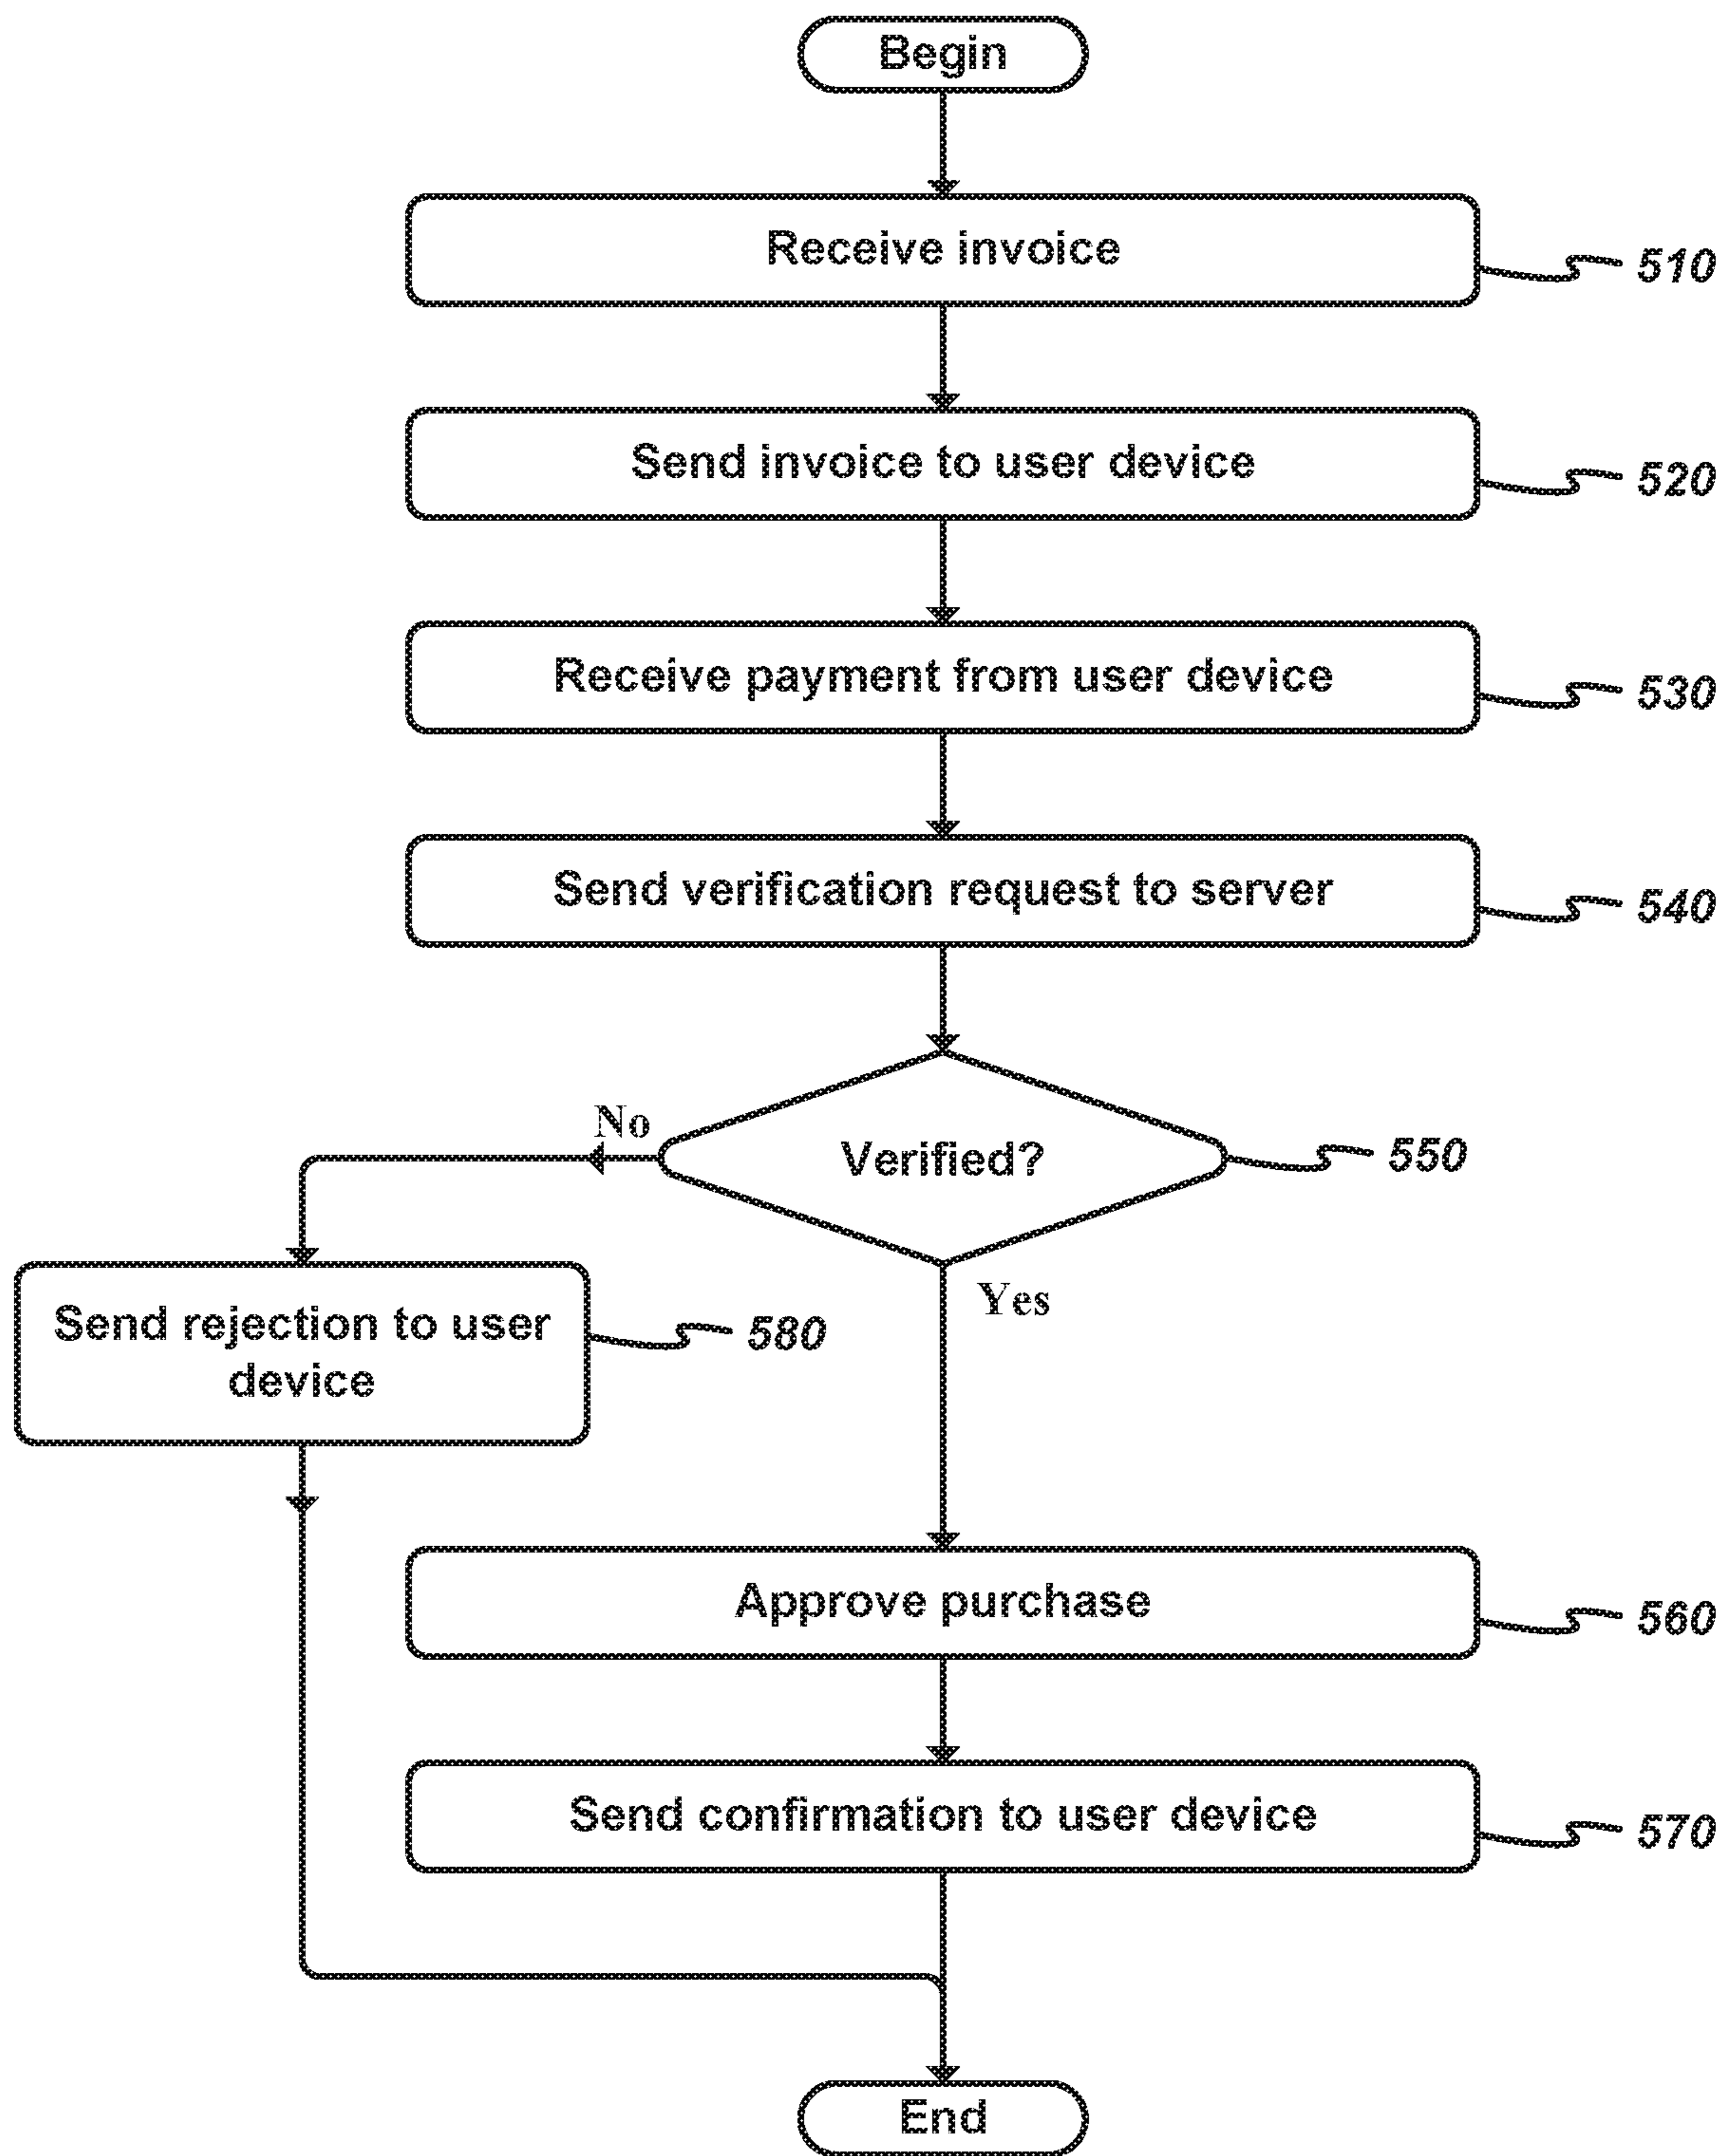 Begin
Receive invoice
510
Send invoice to user device
520
Receive payment from user device
530
Send verification request to server
540
No
Verified?
550
Yes
Send rejection to user
device
580
Approve purchase
560
Send confirmation to user device
570
End